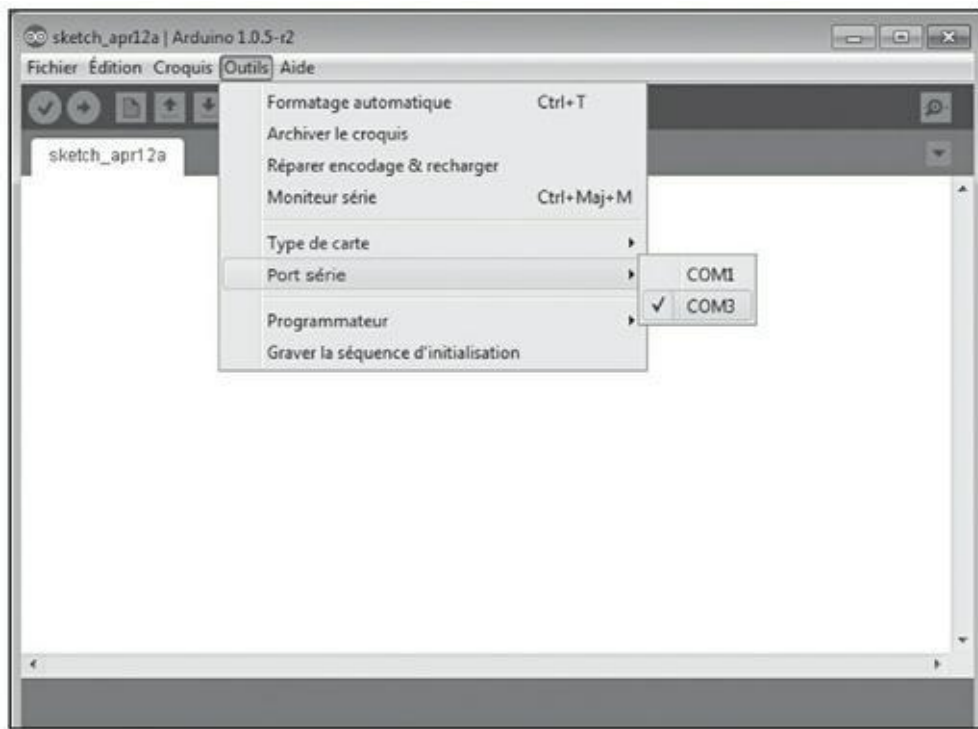 sketch_apr12a | Arduino 1.0.5-r2
Fichier Édition Croquis Outils Aide
sketch_apr12a
Formatage automatique Ctrl+T
Archiver le croquis
Réparer encodage & recharger
Moniteur série Ctrl+Maj+M
Type de carte
Port série
COM1
COM3
Programmateur
Graver la séquence d'initialisation